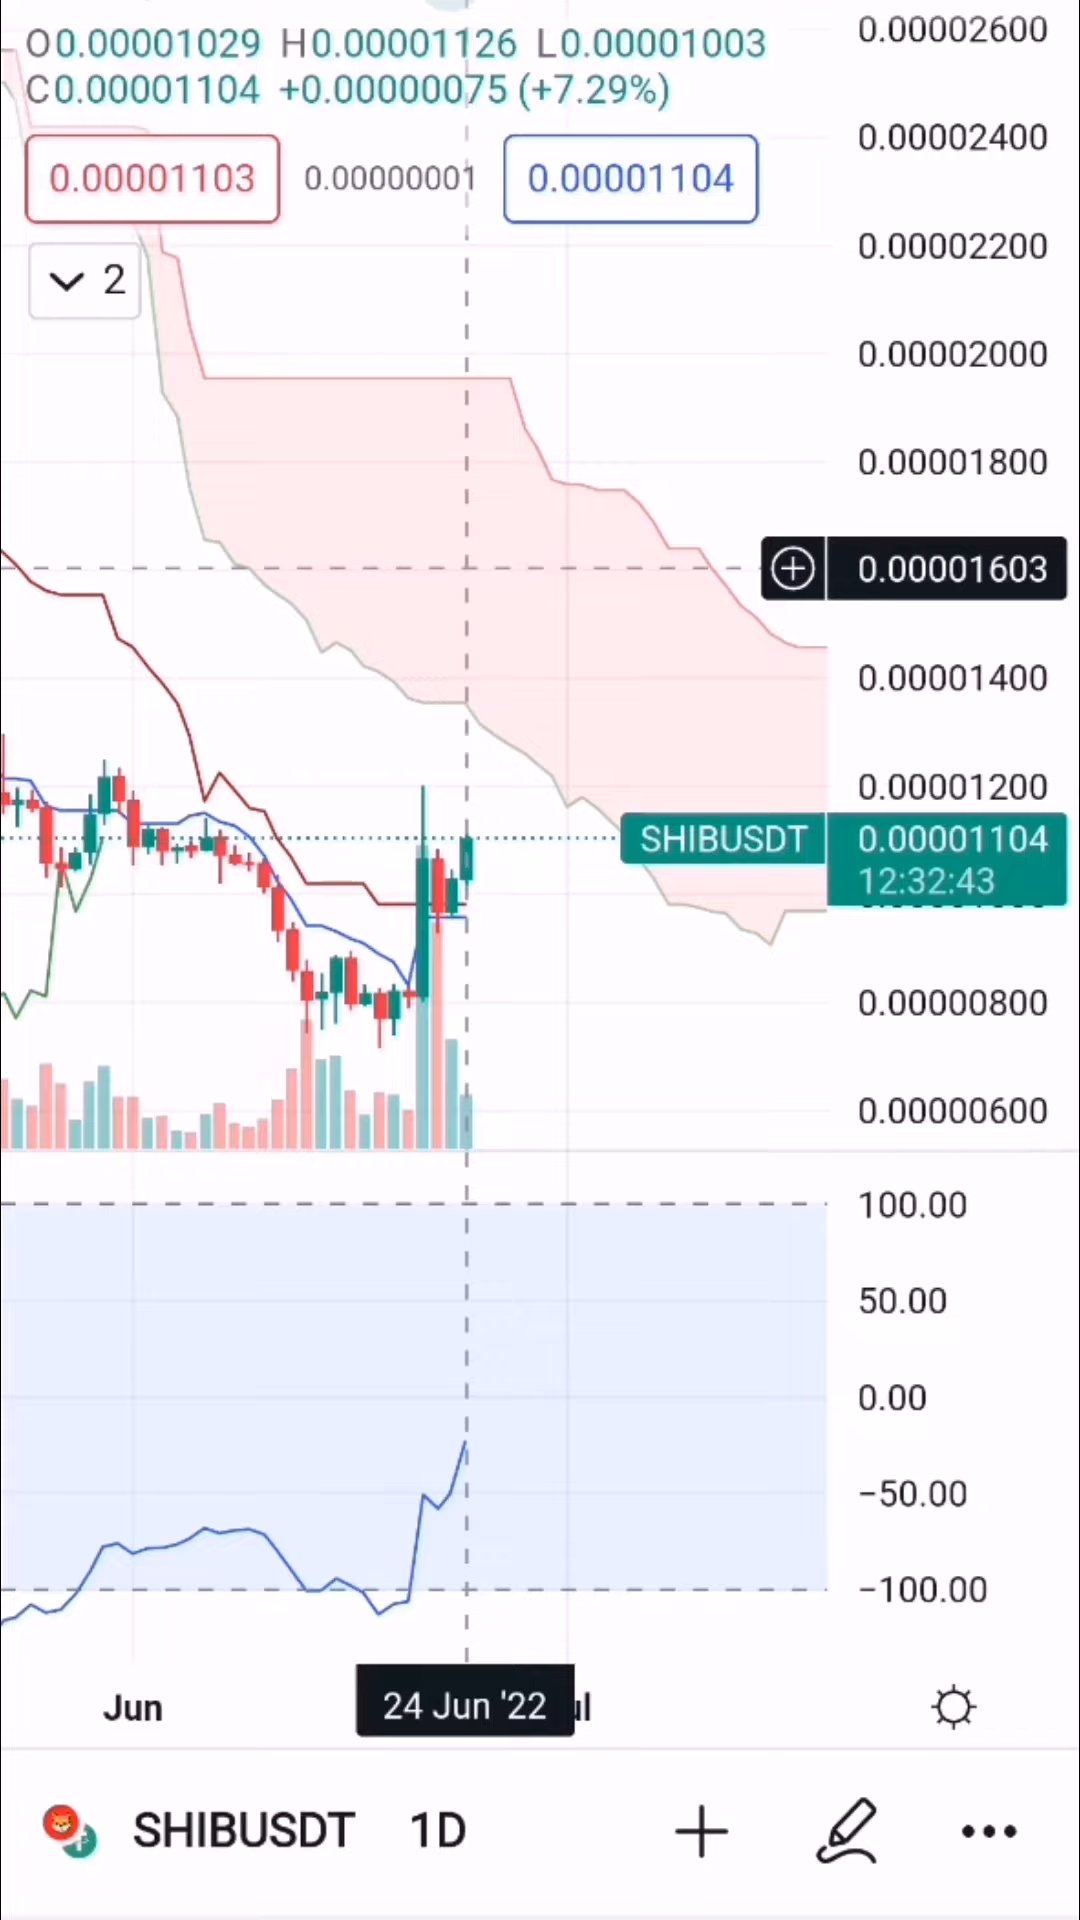 O0.00001029 H0.00001126 L0.00001003
C0.00001104 +0.00000075 (+7.29%)
0.00001103 0.00000001 0.00001104
2
0.00002600
0.00002400
0.00002200
0.00002000
0.00001800
0.00001603
0.00001400
0.00001200
SHIBUSDT 0.00001104
12:32:43
0.00000800
0.00000600
100.00
50.00
0.00
−50.00
−100.00
Jun 24 Jun '22 ul
SHIBUSDT 1D